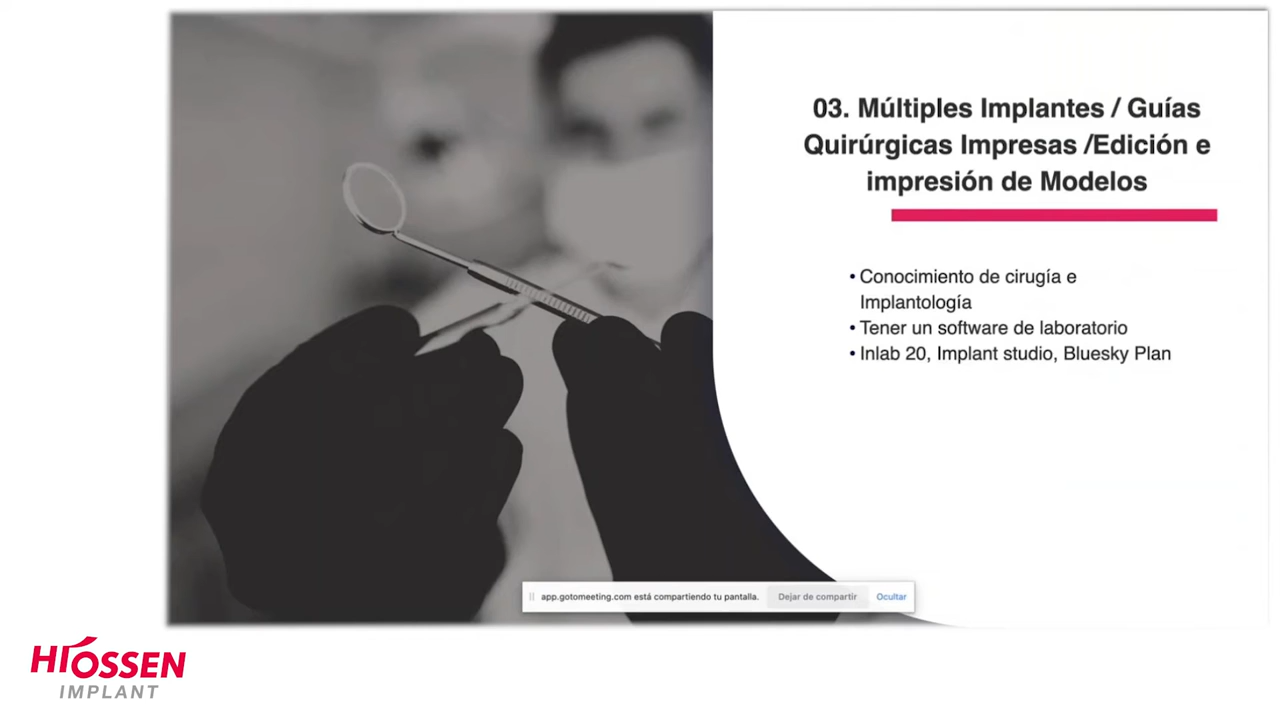 03. Múltiples Implantes / Guías
Quirúrgicas Impresas /Edición e
impresión de Modelos
• Conocimiento de cirugía e
Implantología
• Tener un software de laboratorio
• Inlab 20, Implant studio, Bluesky Plan
app.gotomeeting.com está compartiendo tu pantalla. Dejar de compartir Ocultar
HIOSSEN
IMPLANT